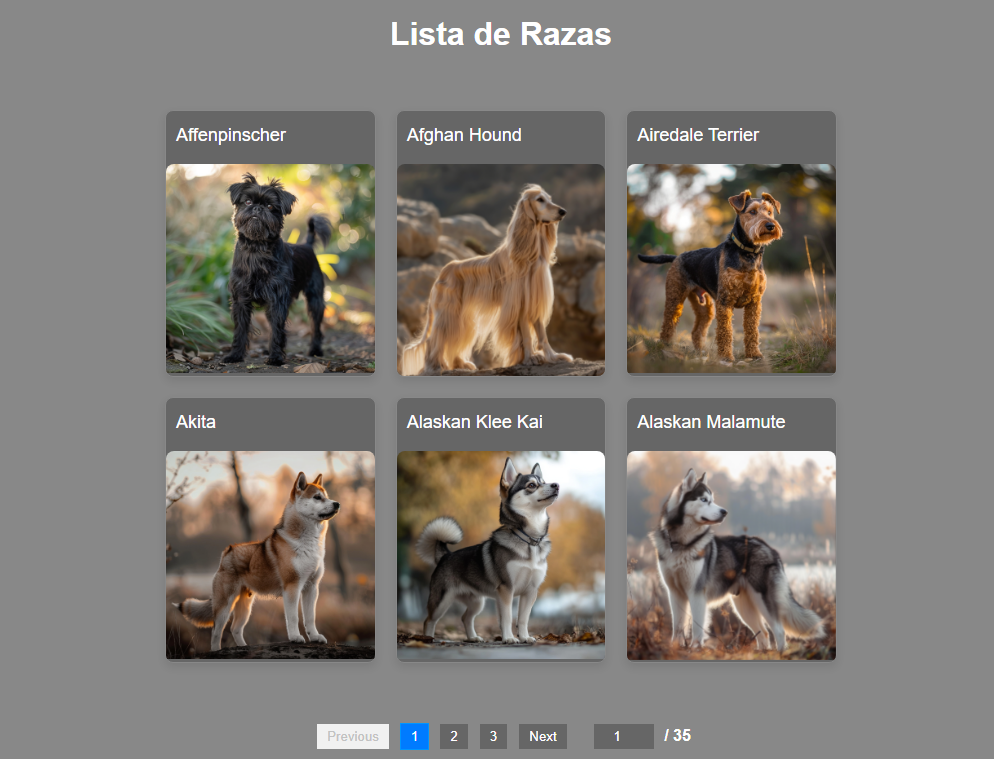 Lista de Razas
Affenpinscher
Afghan Hound
Airedale Terrier
Akita
Alaskan Klee Kai
Alaskan Malamute
Previous 1 2 3 Next 1 / 35